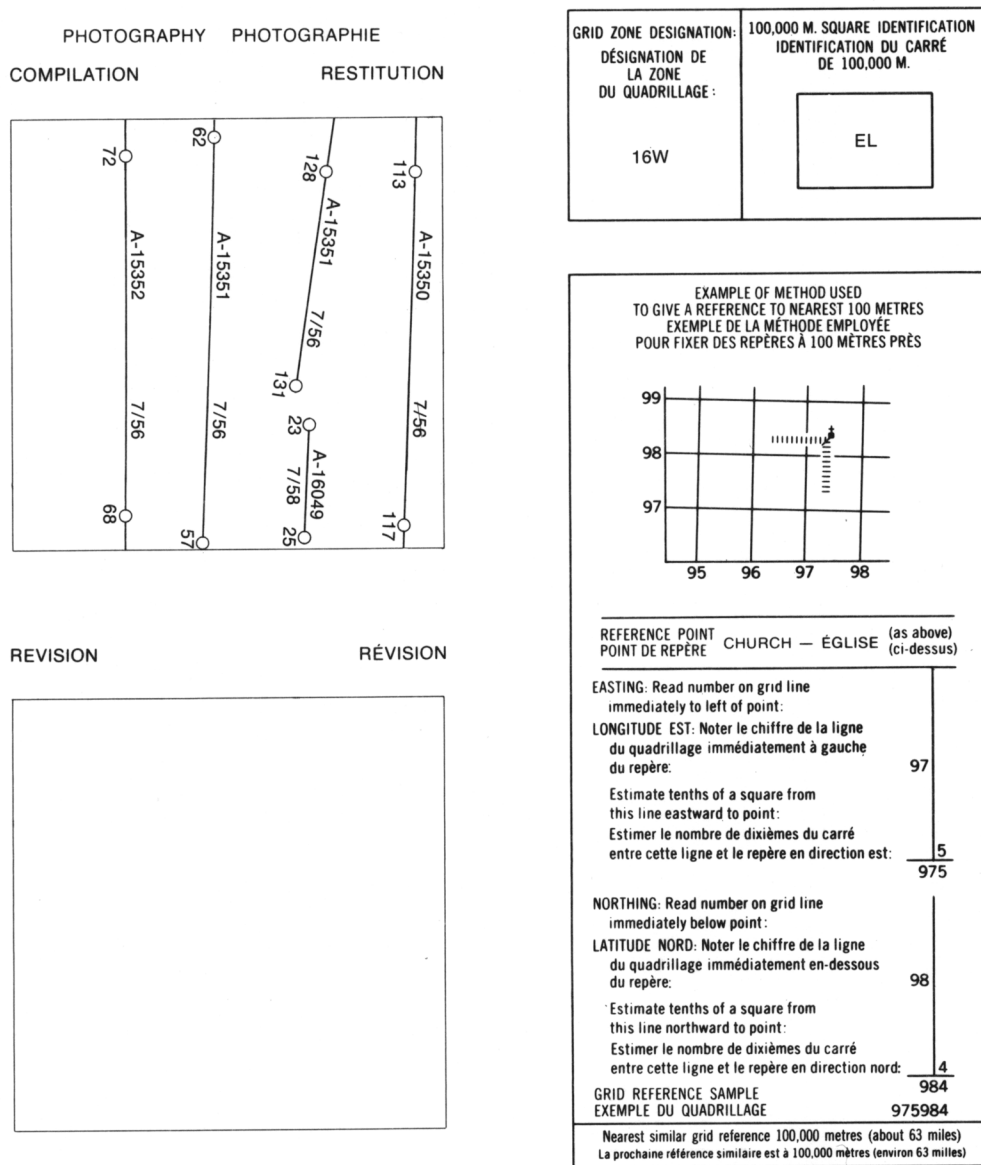 PHOTOGRAPHY PHOTOGRAPHIE
COMPILATION RESTITUTION
72
A-15352
7/56
68
62
A-15351
7/56
57
128
A-15351
7/56
131
23
A-16049
7/58
25
113
A-15350
7/56
117
REVISION RÉVISION
GRID ZONE DESIGNATION:
DÉSIGNATION DE
LA ZONE
DU QUADRILLAGE :
16W
100,000 M. SQUARE IDENTIFICATION
IDENTIFICATION DU CARRÉ
DE 100,000 M.
EL
EXAMPLE OF METHOD USED
TO GIVE A REFERENCE TO NEAREST 100 METRES
EXEMPLE DE LA MÉTHODE EMPLOYÉE
POUR FIXER DES REPÈRES À 100 MÈTRES PRÈS
99
98
97
95 96 97 98
REFERENCE POINT
POINT DE REPÈRE
CHURCH — ÉGLISE
(as above)
(ci-dessus)
EASTING: Read number on grid line
immediately to left of point:
LONGITUDE EST: Noter le chiffre de la ligne
du quadrillage immédiatement à gauche
du repère: 97
Estimate tenths of a square from
this line eastward to point:
Estimer le nombre de dixièmes du carré
entre cette ligne et le repère en direction est: 5
975
NORTHING: Read number on grid line
immediately below point:
LATITUDE NORD: Noter le chiffre de la ligne
du quadrillage immédiatement en-dessous
du repère: 98
Estimate tenths of a square from
this line northward to point:
Estimer le nombre de dixièmes du carré
entre cette ligne et le repère en direction nord: 4
984
GRID REFERENCE SAMPLE
EXEMPLE DU QUADRILLAGE 975984
Nearest similar grid reference 100,000 metres (about 63 miles)
La prochaine référence similaire est à 100,000 mètres (environ 63 milles)